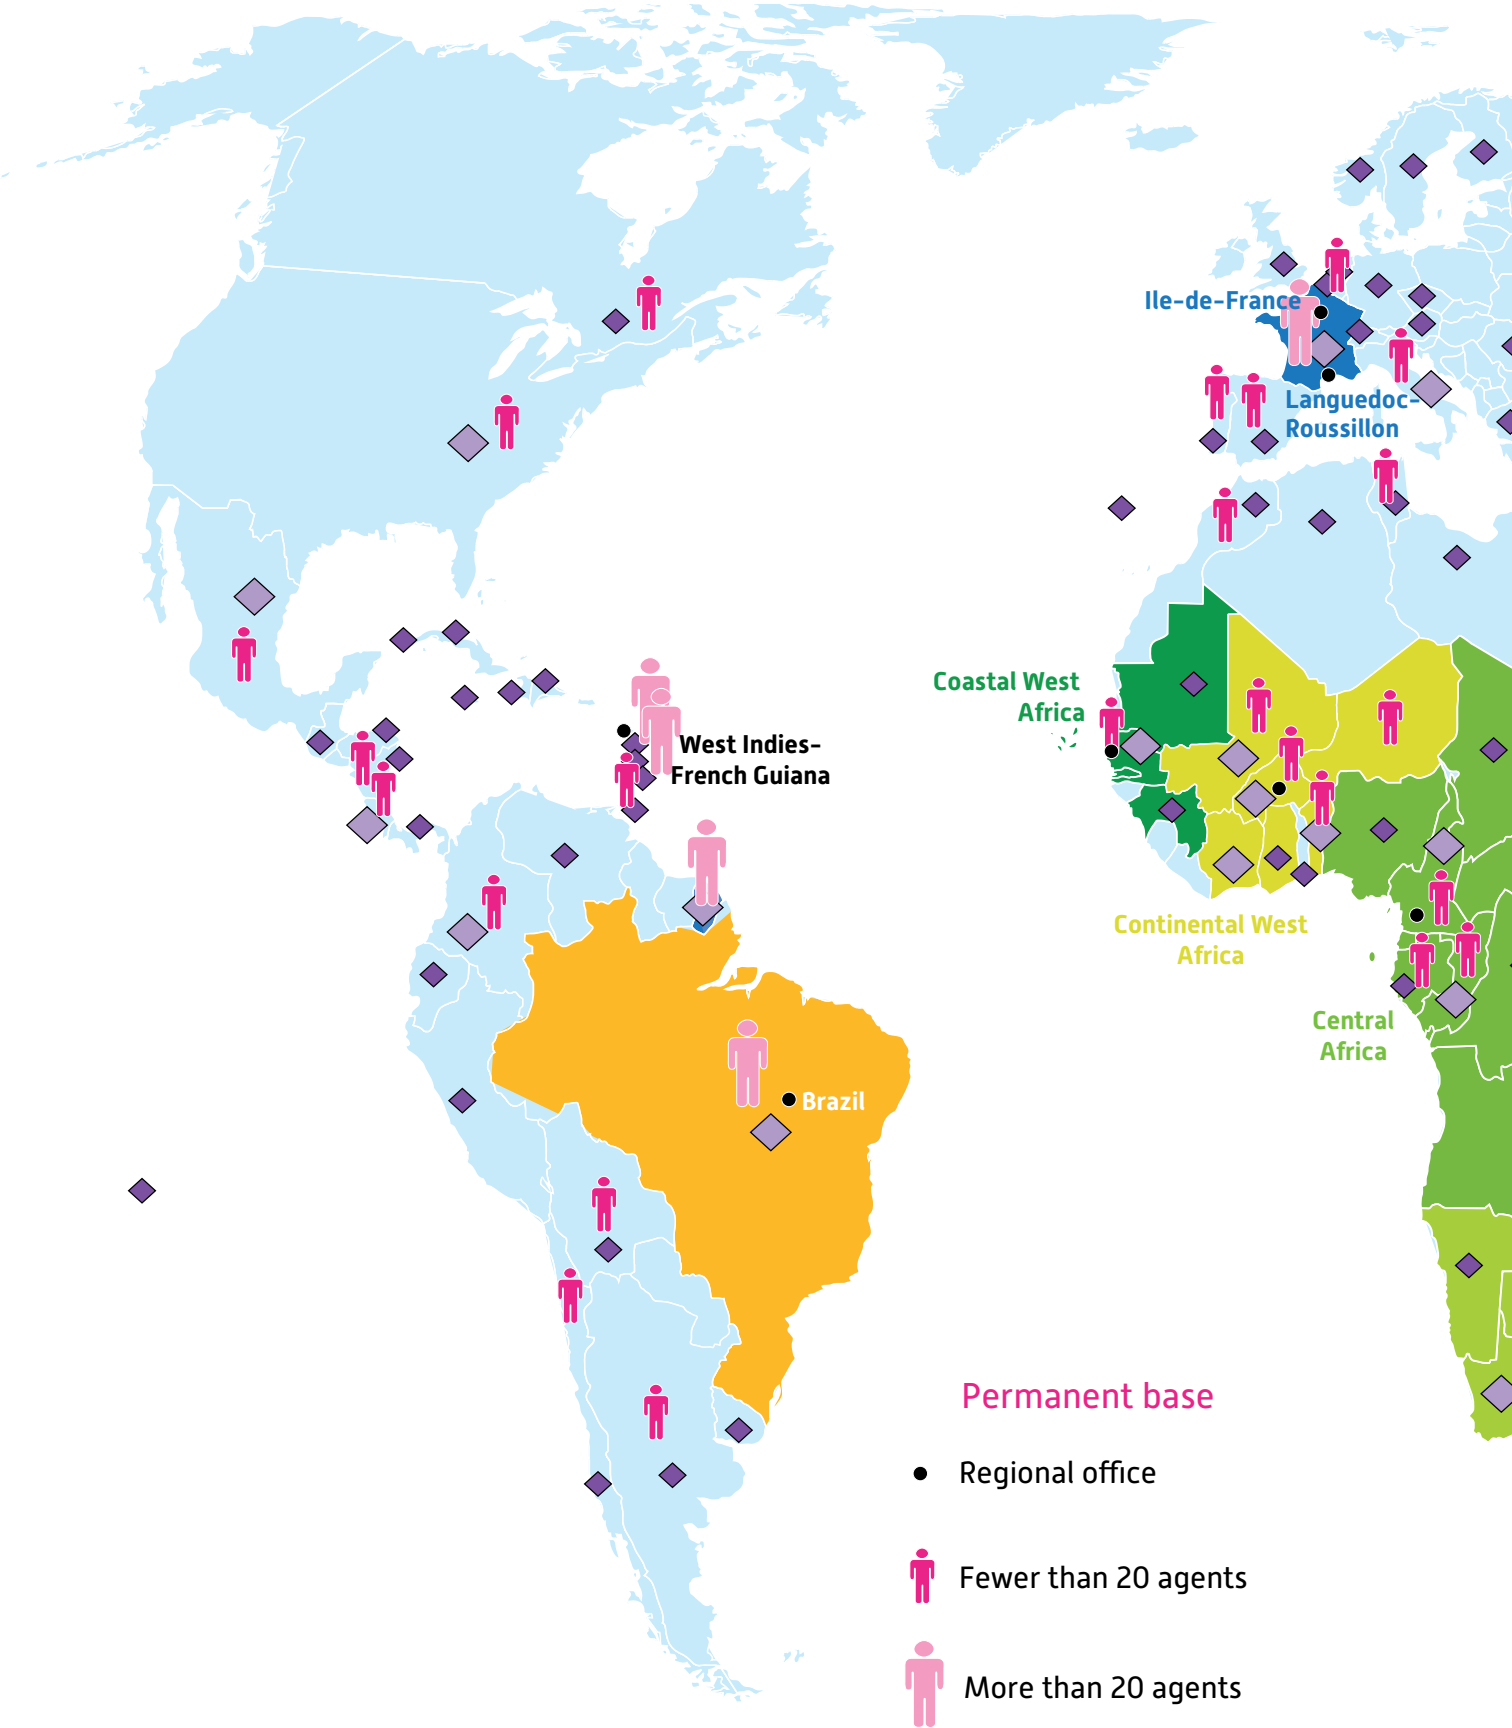 Ile-de-France
Languedoc-
Roussillon
Coastal West
Africa
West Indies-
French Guiana
Continental West
Africa
Central
Africa
Brazil
Permanent base
Regional office
Fewer than 20 agents
More than 20 agents